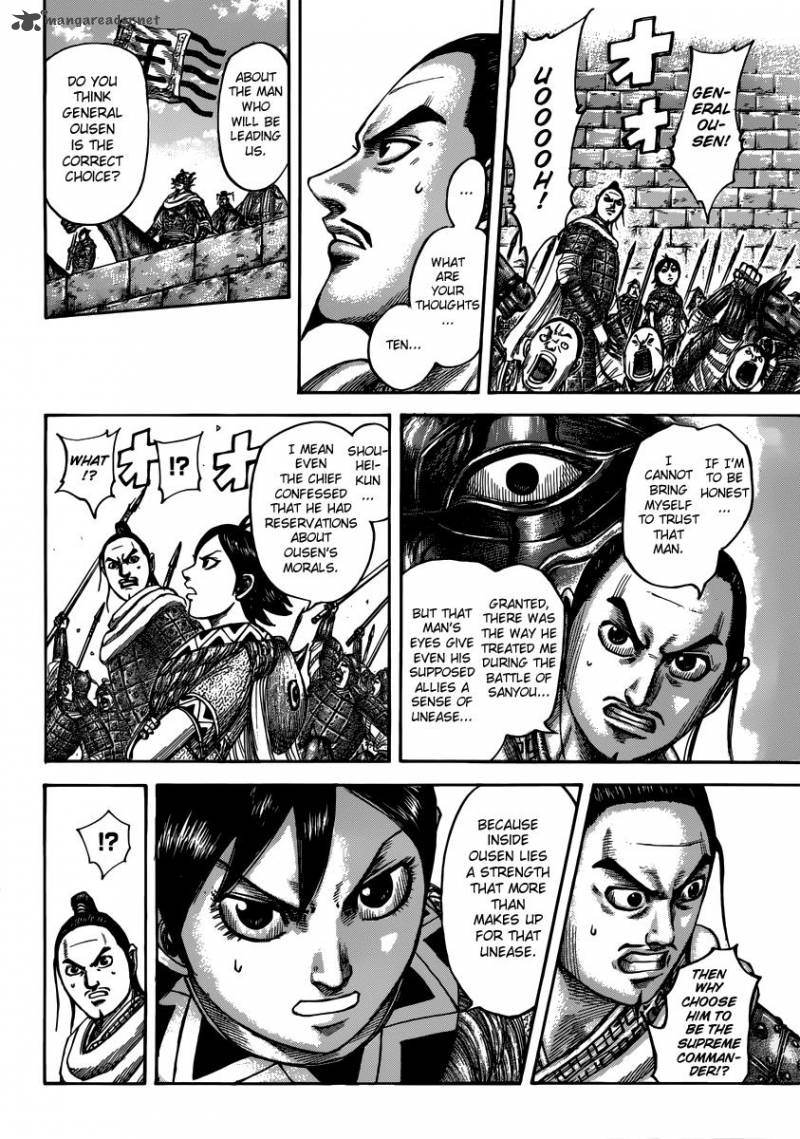 mangareader.net
GEN-
ERAL
OU-
SEN!
オ
オ
UOOOOH!
...
WHAT
ARE
YOUR
THOUGHTS
...
TEN...
ABOUT
THE MAN
WHO
WILL BE
LEADING
US.
DO YOU
THINK
GENERAL
OUSEN
IS THE
CORRECT
CHOICE?
王
IF I'M
TO BE
HONEST
...
I
CANNOT
BRING
MYSELF
TO TRUST
THAT
MAN.
GRANTED,
THERE WAS
THE WAY HE
TREATED ME
DURING THE
BATTLE OF
SANYOU...
BUT THAT
MAN'S
EYES GIVE
EVEN HIS
SUPPOSED
ALLIES
A SENSE
OF
UNEASE...
SHOU-
HEI-
KUN
...
I MEAN
EVEN
THE CHIEF
CONFESSED
THAT HE HAD
RESERVATIONS
ABOUT
OUSEN'S
MORALS.
オ
オ
!?
WHAT
!?
THEN
WHY
CHOOSE
HIM TO
BE THE
SUPREME
COMMAN-
DER!?
BECAUSE
INSIDE
OUSEN LIES
A STRENGTH
THAT MORE
THAN
MAKES UP
FOR THAT
UNEASE.
!?